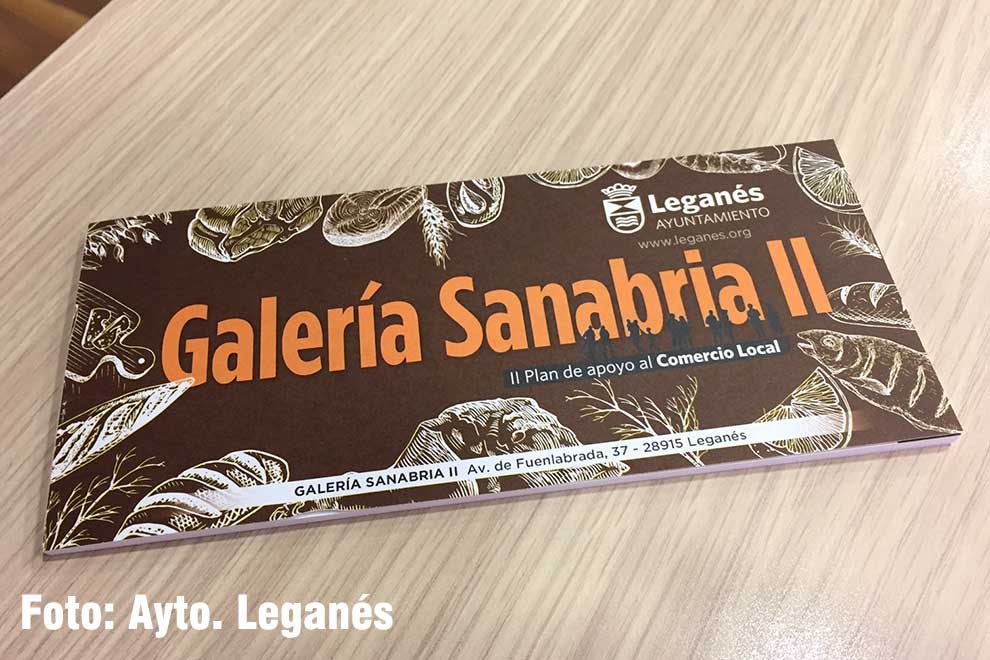 Leganés
AYUNTAMIENTO
www.leganes.org
Galería Sanabria II
II Plan de apoyo al Comercio Local
GALERÍA SANABRIA II Av. de Fuenlabrada, 37 - 28915 Leganés
Foto: Ayto. Leganés